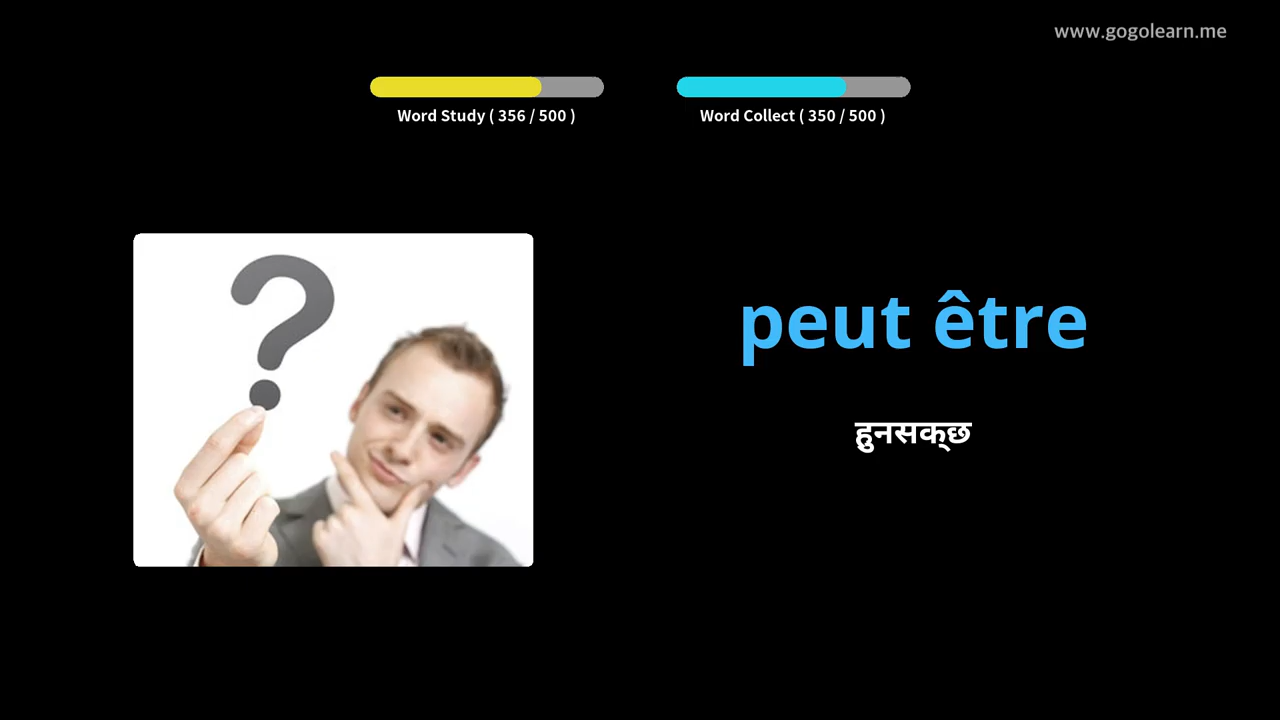 www.gogolearn.me
Word Study ( 356 / 500 )
Word Collect ( 350 / 500 )
peut être
हुनसक्छ